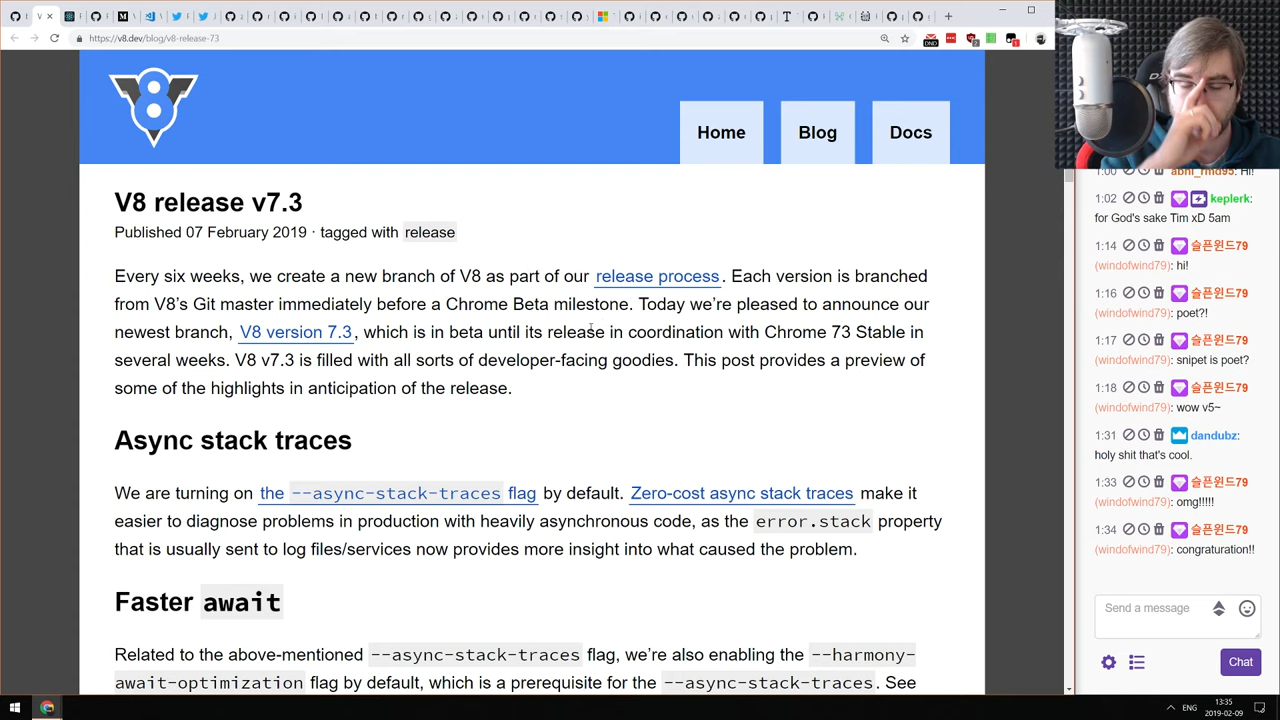 https://v8.dev/blog/v8-release-73
DND
Home
Blog
Docs
V8 release v7.3
Published 07 February 2019 · tagged with release
Every six weeks, we create a new branch of V8 as part of our release process. Each version is branched
from V8’s Git master immediately before a Chrome Beta milestone. Today we’re pleased to announce our
newest branch, V8 version 7.3, which is in beta until its release in coordination with Chrome 73 Stable in
several weeks. V8 v7.3 is filled with all sorts of developer-facing goodies. This post provides a preview of
some of the highlights in anticipation of the release.
Async stack traces
We are turning on the --async-stack-traces flag by default. Zero-cost async stack traces make it
easier to diagnose problems in production with heavily asynchronous code, as the error.stack property
that is usually sent to log files/services now provides more insight into what caused the problem.
Faster await
Related to the above-mentioned --async-stack-traces flag, we’re also enabling the --harmony-
await-optimization flag by default, which is a prerequisite for the --async-stack-traces. See
1:00 abhi_rmd95: Hi!
1:02 keplerk:
for God's sake Tim xD 5am
1:14 슬픈윈드79
(windofwind79): hi!
1:16 슬픈윈드79
(windofwind79): poet?!
1:17 슬픈윈드79
(windofwind79): snipet is poet?
1:18 슬픈윈드79
(windofwind79): wow v5~
1:31 dandubz:
holy shit that's cool.
1:33 슬픈윈드79
(windofwind79): omg!!!!!
1:34 슬픈윈드79
(windofwind79): congraturation!!
Send a message
Chat
ENG
13:35
2019-02-09